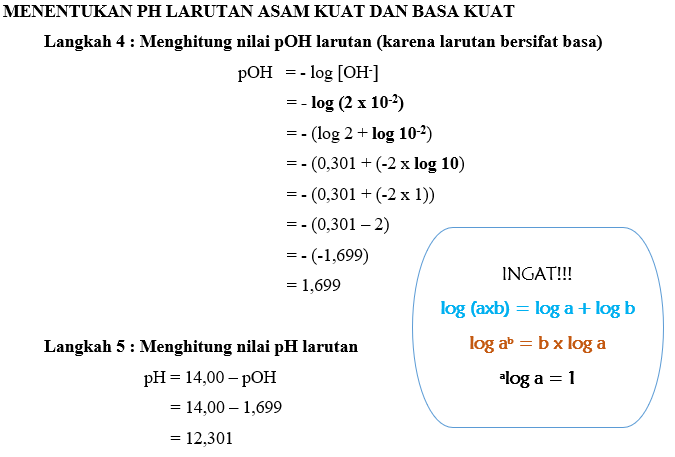 MENENTUKAN PH LARUTAN ASAM KUAT DAN BASA KUAT
Langkah 4 : Menghitung nilai pOH larutan (karena larutan bersifat basa)
pOH = - log [OH⁻]
= - log (2 x 10⁻²)
= - (log 2 + log 10⁻²)
= - (0,301 + (-2 x log 10)
= - (0,301 + (-2 x 1))
= - (0,301 – 2)
= - (-1,699)
= 1,699
INGAT!!!
log (axb) = log a + log b
log aᵇ = b x log a
ᵃlog a = 1
Langkah 5 : Menghitung nilai pH larutan
pH = 14,00 – pOH
= 14,00 – 1,699
= 12,301